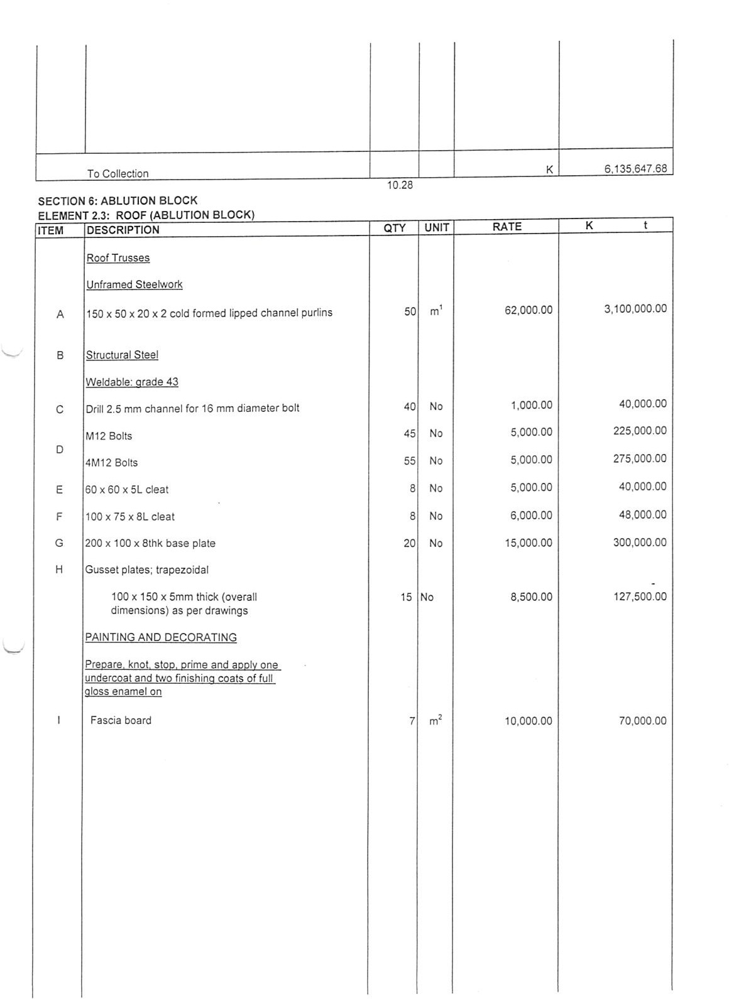 To Collection K 6,135,647.68
10.28
SECTION 6: ABLUTION BLOCK
ELEMENT 2.3: ROOF (ABLUTION BLOCK)
ITEM DESCRIPTION QTY UNIT RATE K t
Roof Trusses
Unframed Steelwork
A 150 x 50 x 20 x 2 cold formed lipped channel purlins 50 m¹ 62,000.00 3,100,000.00
B Structural Steel
Weldable: grade 43
C Drill 2.5 mm channel for 16 mm diameter bolt 40 No 1,000.00 40,000.00
M12 Bolts 45 No 5,000.00 225,000.00
D
4M12 Bolts 55 No 5,000.00 275,000.00
E 60 x 60 x 5L cleat 8 No 5,000.00 40,000.00
F 100 x 75 x 8L cleat 8 No 6,000.00 48,000.00
G 200 x 100 x 8thk base plate 20 No 15,000.00 300,000.00
H Gusset plates; trapezoidal
-
100 x 150 x 5mm thick (overall 15 No 8,500.00 127,500.00
dimensions) as per drawings
PAINTING AND DECORATING
Prepare, knot, stop, prime and apply one
undercoat and two finishing coats of full
gloss enamel on
I Fascia board 7 m² 10,000.00 70,000.00